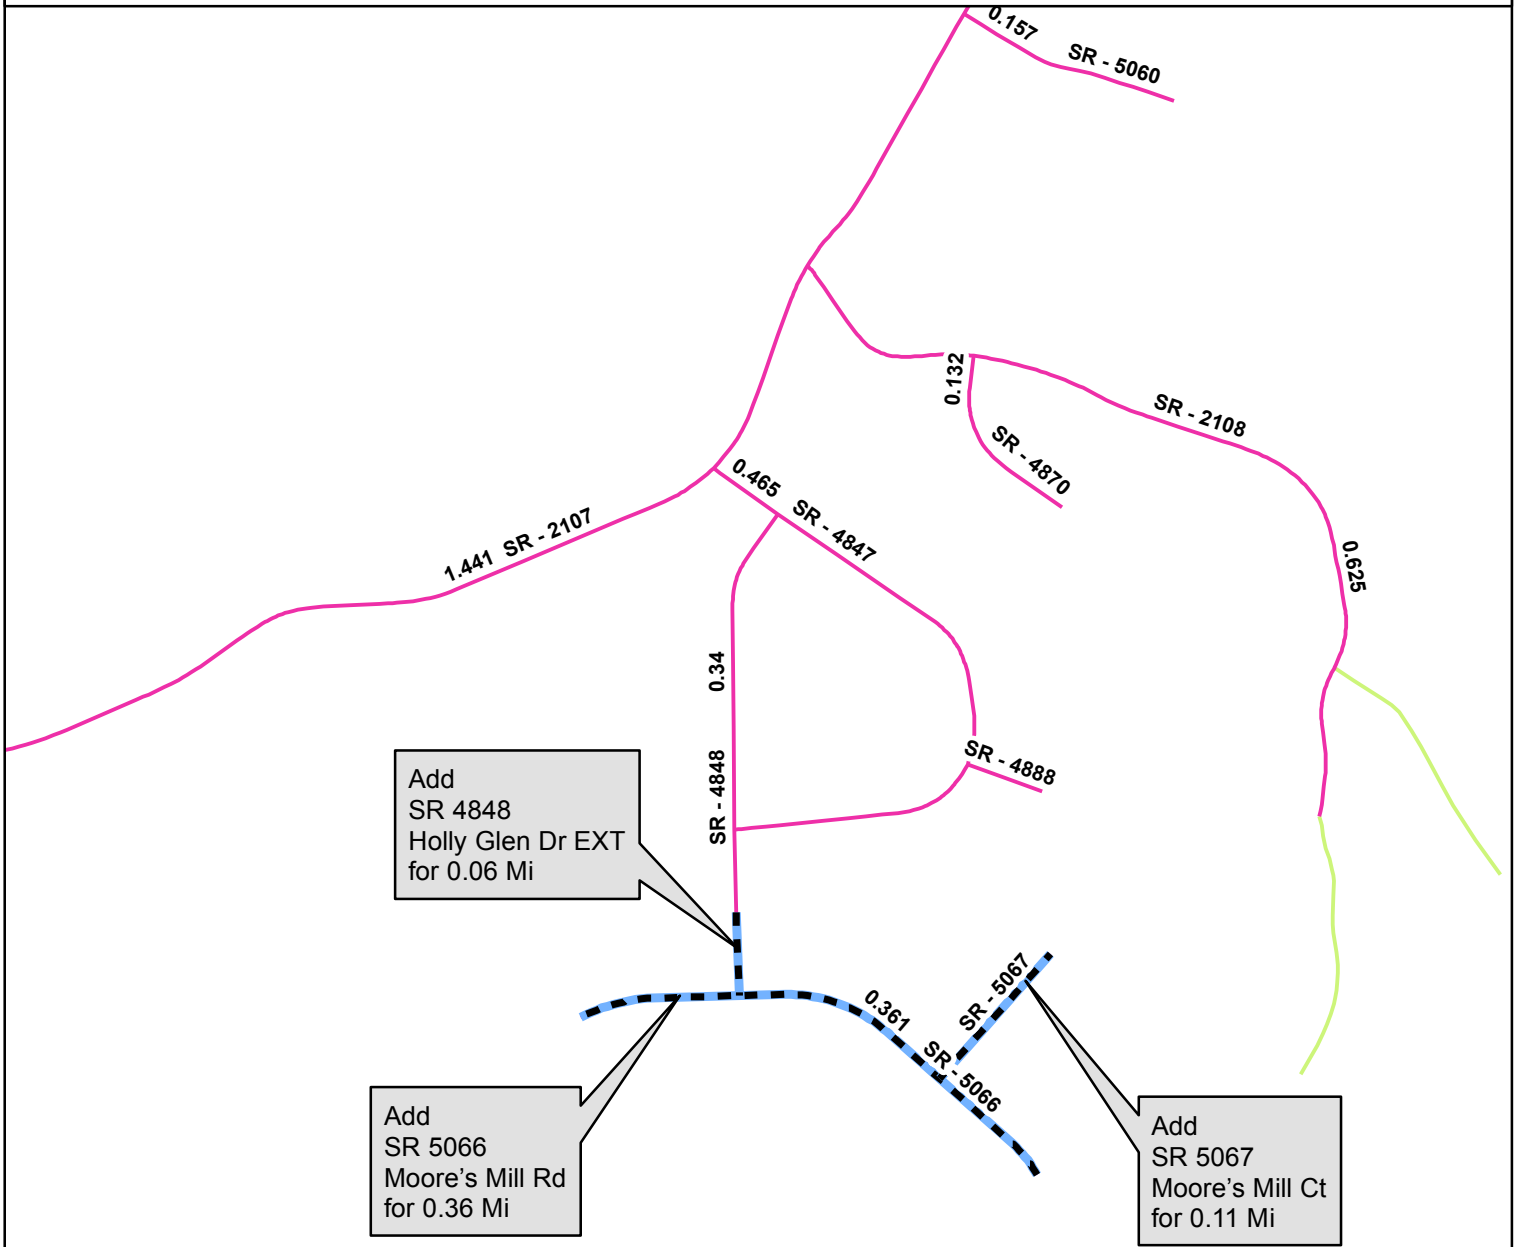 0.157 SR - 5060
0.132
SR - 2108
SR - 4870
0.465 SR - 4847
1.441 SR - 2107
0.625
0.34
SR - 4848
SR - 4888
Add
SR 4848
Holly Glen Dr EXT
for 0.06 Mi
SR - 5067
0.361 SR - 5066
Add
SR 5066
Moore’s Mill Rd
for 0.36 Mi
Add
SR 5067
Moore’s Mill Ct
for 0.11 Mi